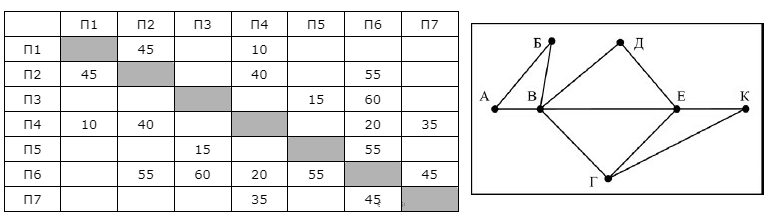 П1 П2 П3 П4 П5 П6 П7
П1 45 10
П2 45 40 55
П3 15 60
П4 10 40 20 35
П5 15 55
П6 55 60 20 55 45
П7 35 45
Б Д
А В Е К
Г